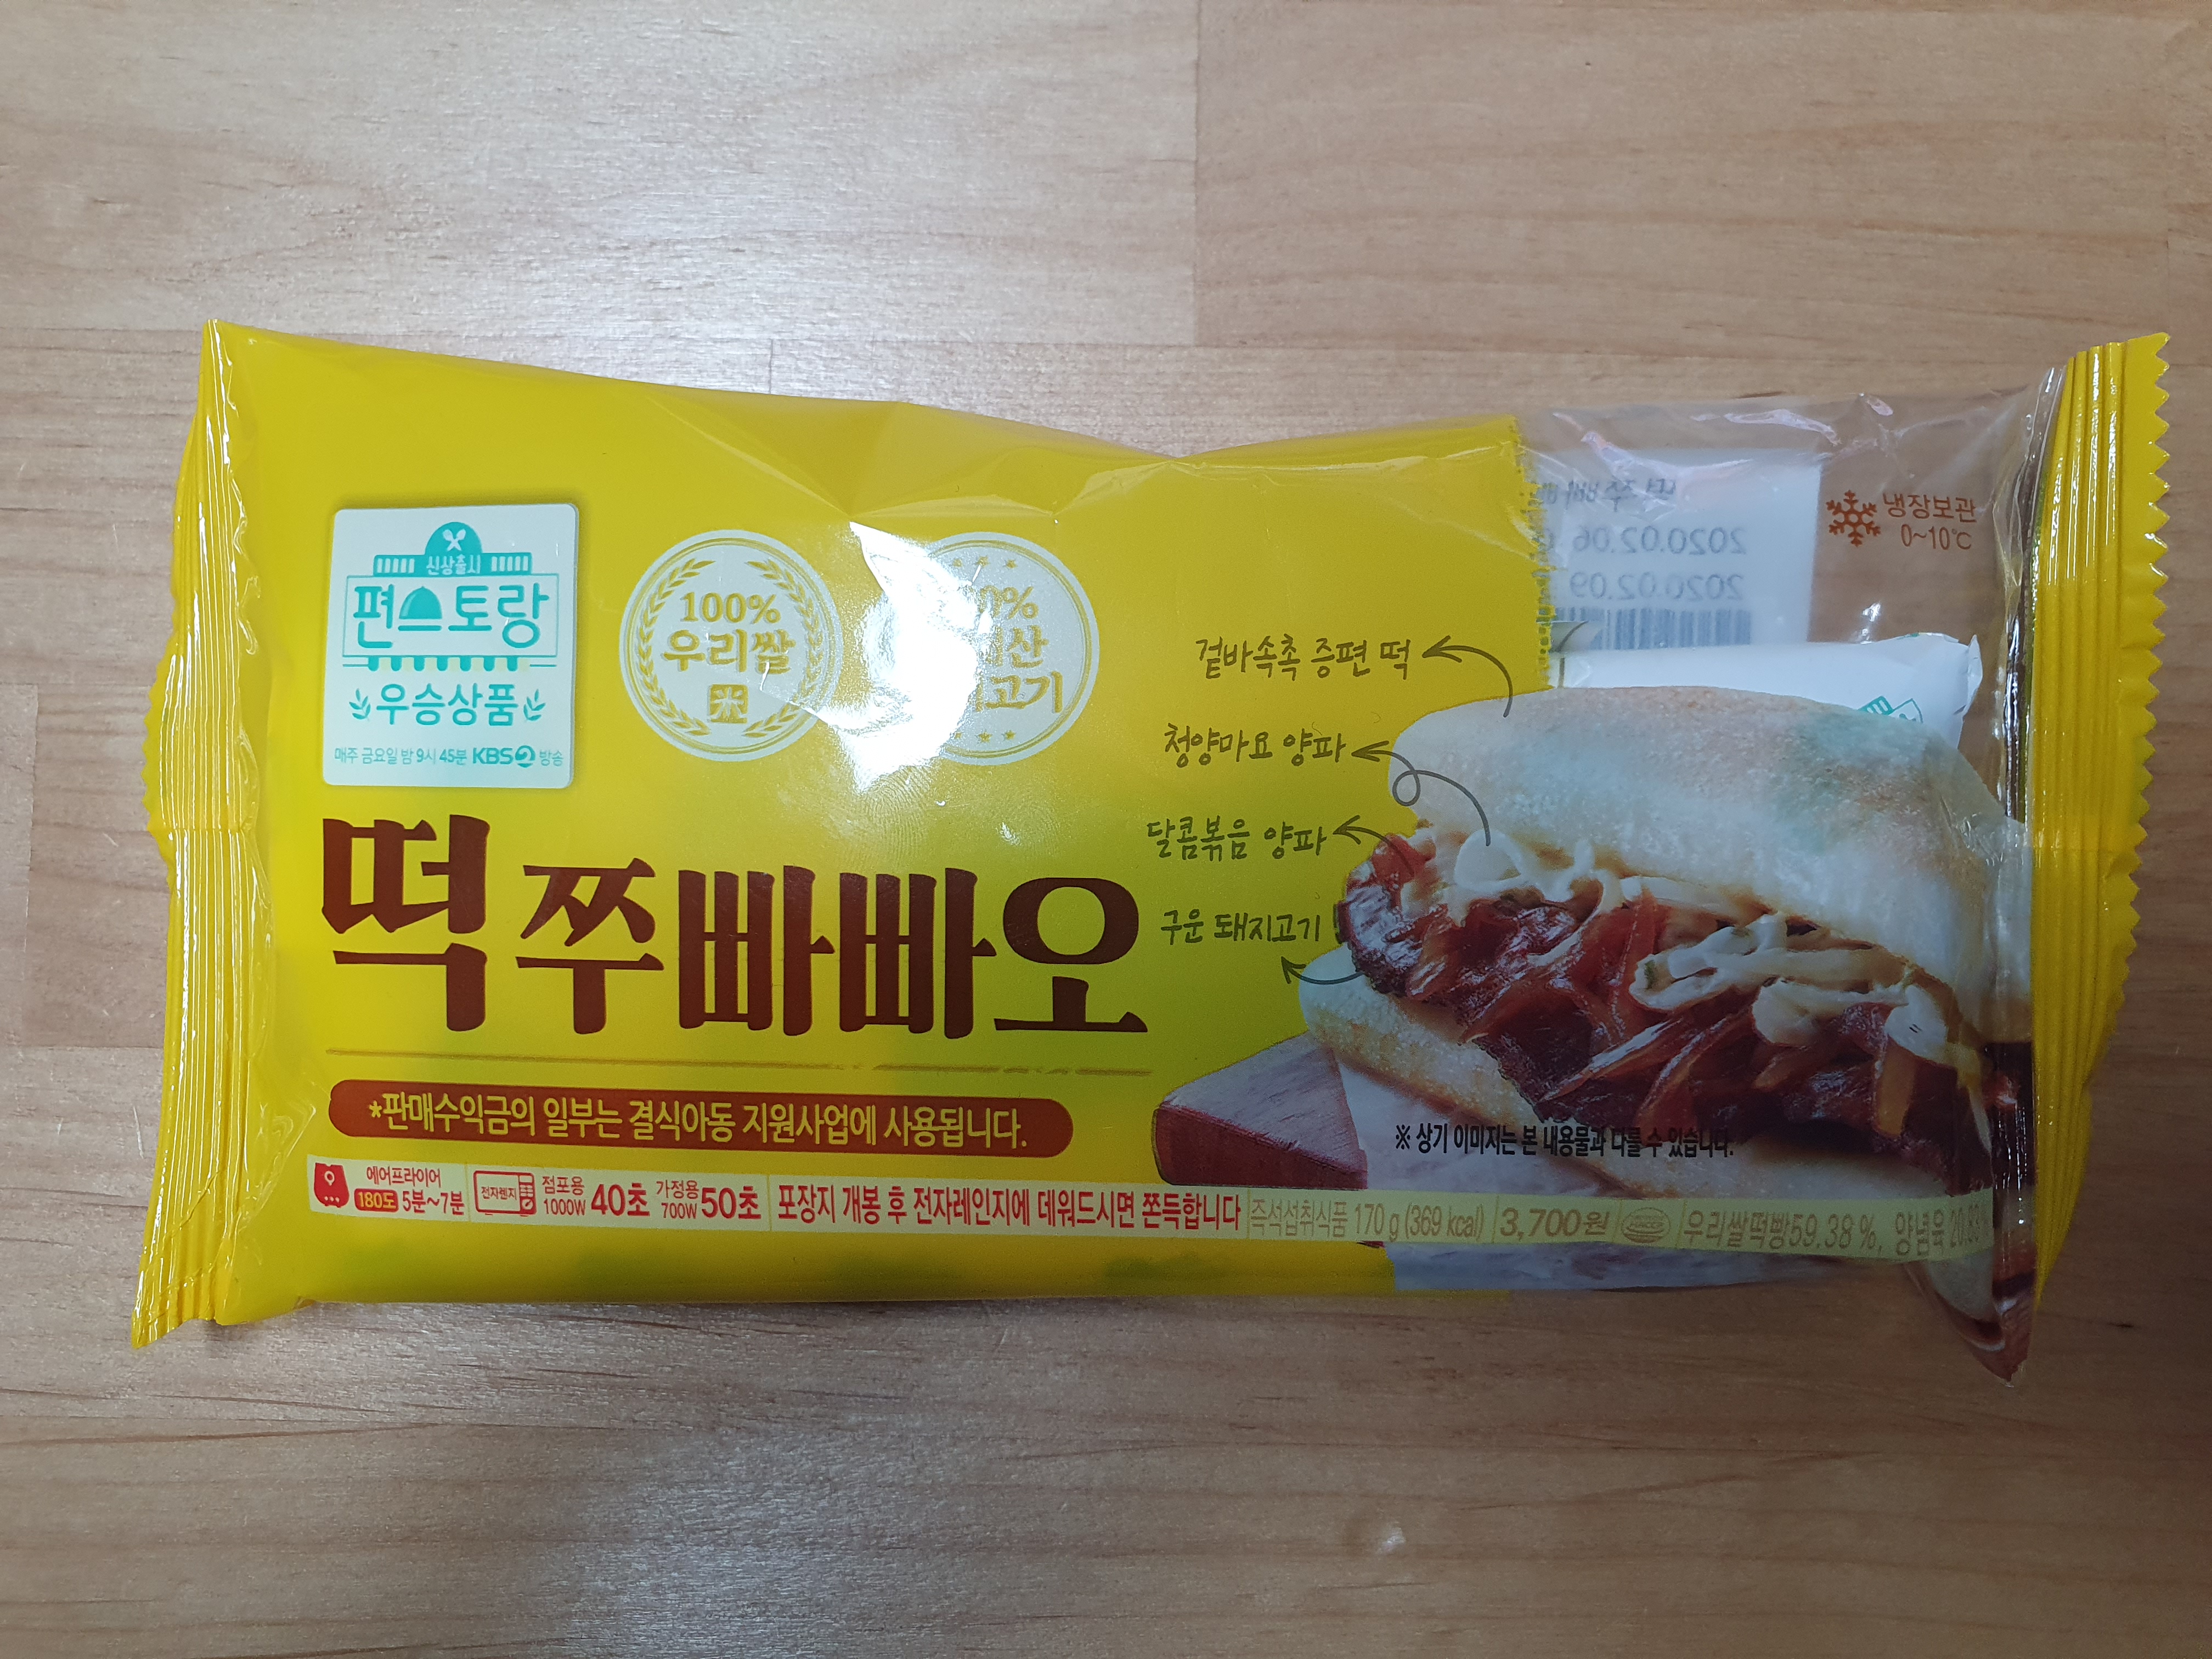 신상출시
편스토랑
우승상품
매주 금요일 밤 9시 45분 KBS2 방송
100%
우리쌀
米
산
고기
냉장보관
0~10℃
2020.02.06
2020.02.09
겉바속촉 증편 떡
청양마요 양파
달콤볶음 양파
구운 돼지고기
떡쭈빠빠오
*판매수익금의 일부는 결식아동 지원사업에 사용됩니다.
※ 상기 이미지는 본 내용물과 다를 수 있습니다.
에어프라이어
180도 5분~7분
전자렌지
점포용 1000W 40초 가정용 700W 50초
포장지 개봉 후 전자레인지에 데워드시면 쫀득합니다
즉석섭취식품 170 g (369 kcal) 3,700원 우리쌀떡빵59.38 %, 양념육